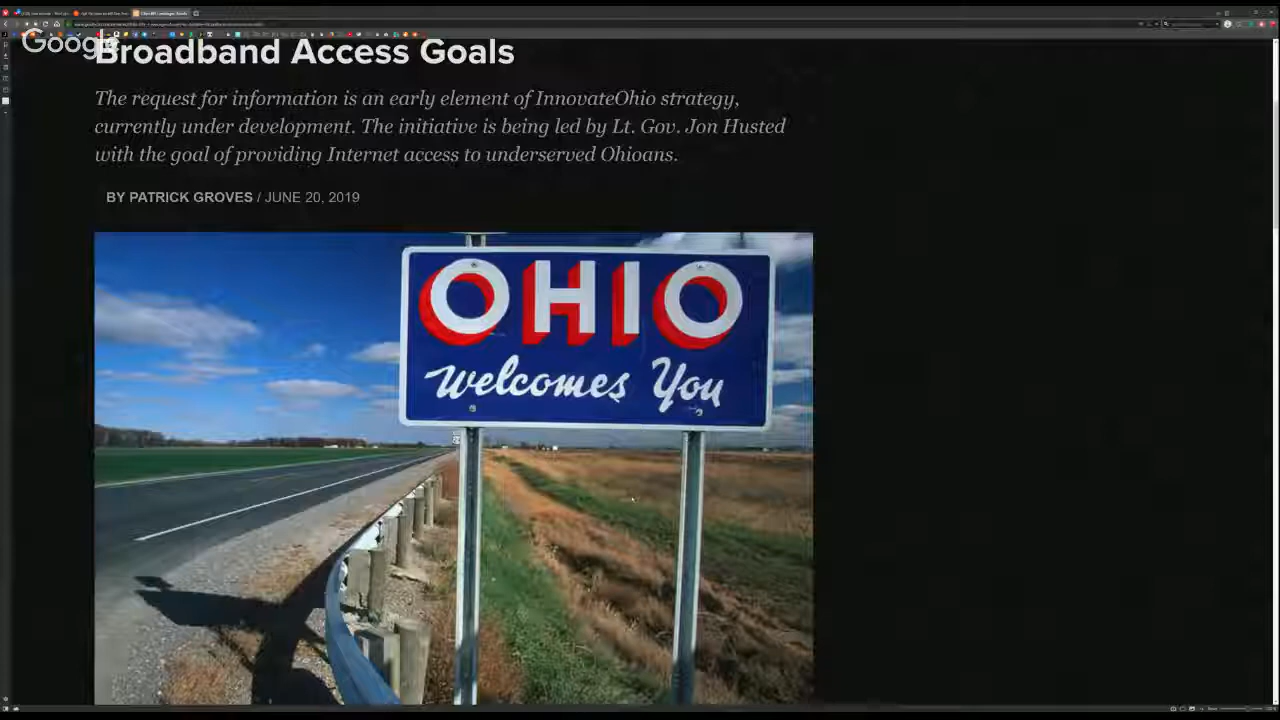 Google
Broadband Access Goals
The request for information is an early element of InnovateOhio strategy,
currently under development. The initiative is being led by Lt. Gov. Jon Husted
with the goal of providing Internet access to underserved Ohioans.
BY PATRICK GROVES / JUNE 20, 2019
OHIO
welcomes You